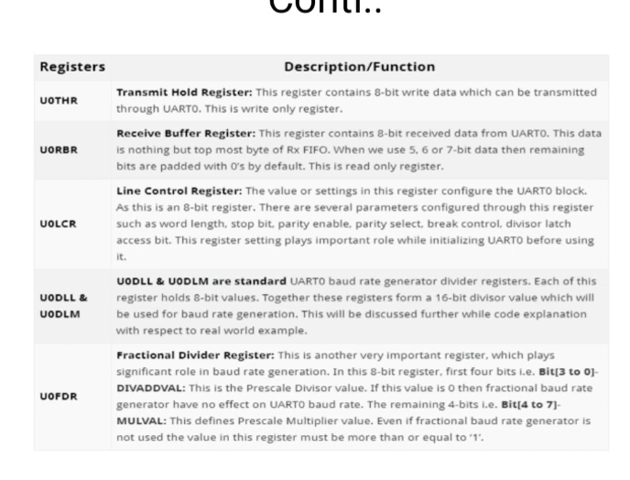 Conti..
Registers Description/Function
U0THR
Transmit Hold Register: This register contains 8-bit write data which can be transmitted
through UART0. This is write only register.
U0RBR
Receive Buffer Register: This register contains 8-bit received data from UART0. This data
is nothing but top most byte of Rx FIFO. When we use 5, 6 or 7-bit data then remaining
bits are padded with 0's by default. This is read only register.
U0LCR
Line Control Register: The value or settings in this register configure the UART0 block.
As this is an 8-bit register. There are several parameters configured through this register
such as word length, stop bit, parity enable, parity select, break control, divisor latch
access bit. This register setting plays important role while initializing UART0 before using
it.
U0DLL &
U0DLM
U0DLL & U0DLM are standard UART0 baud rate generator divider registers. Each of this
register holds 8-bit values. Together these registers form a 16-bit divisor value which will
be used for baud rate generation. This will be discussed further while code explanation
with respect to real world example.
U0FDR
Fractional Divider Register: This is another very important register, which plays
significant role in baud rate generation. In this 8-bit register, first four bits i.e. Bit[3 to 0]-
DIVADDVAL: This is the Prescale Divisor value. If this value is 0 then fractional baud rate
generator have no effect on UART0 baud rate. The remaining 4-bits i.e. Bit[4 to 7]-
MULVAL: This defines Prescale Multiplier value. Even if fractional baud rate generator is
not used the value in this register must be more than or equal to '1'.